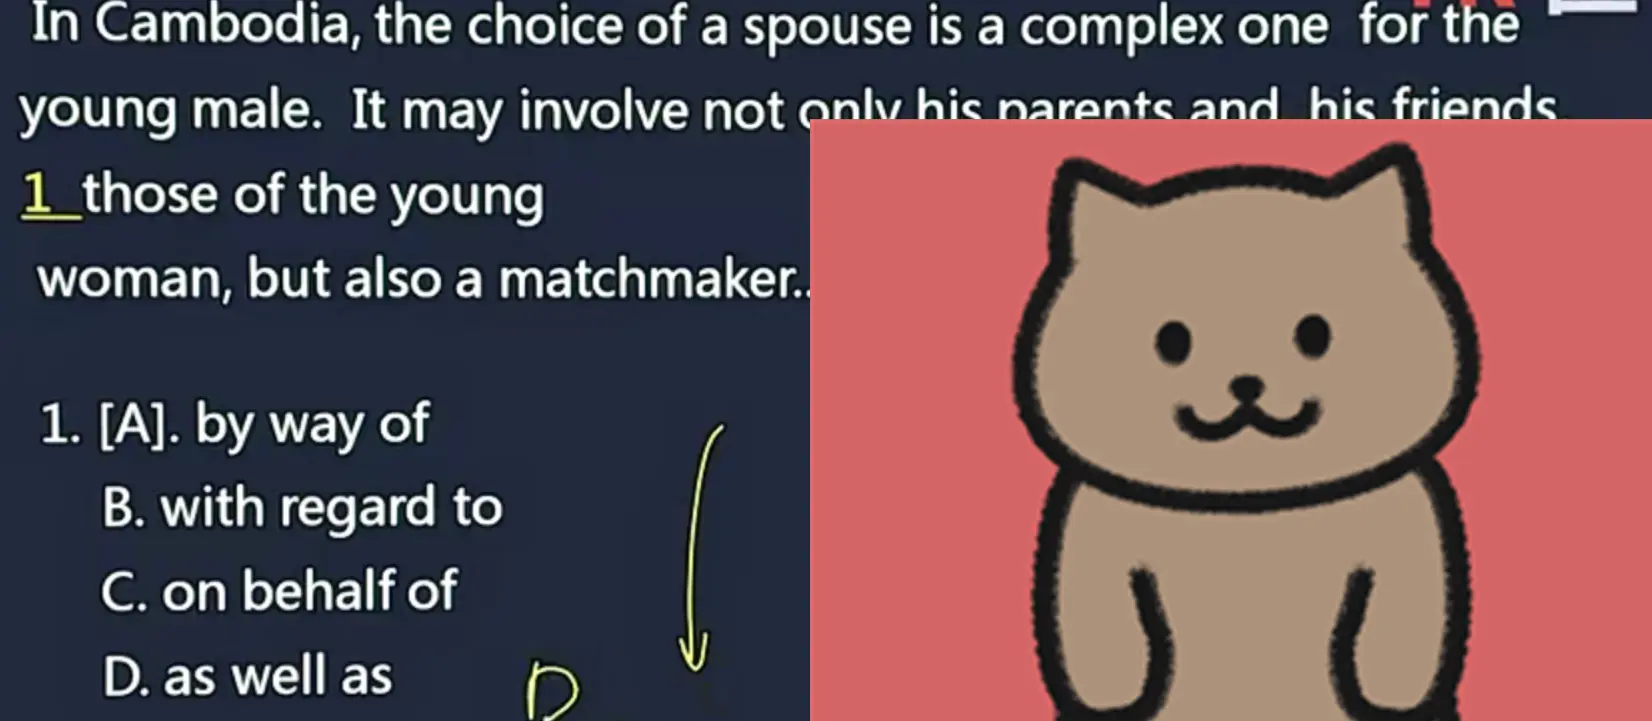 In Cambodia, the choice of a spouse is a complex one for the
young male. It may involve not only his parents and his friends,
1 those of the young
woman, but also a matchmaker..
1. [A]. by way of
B. with regard to
C. on behalf of
D. as well as
D